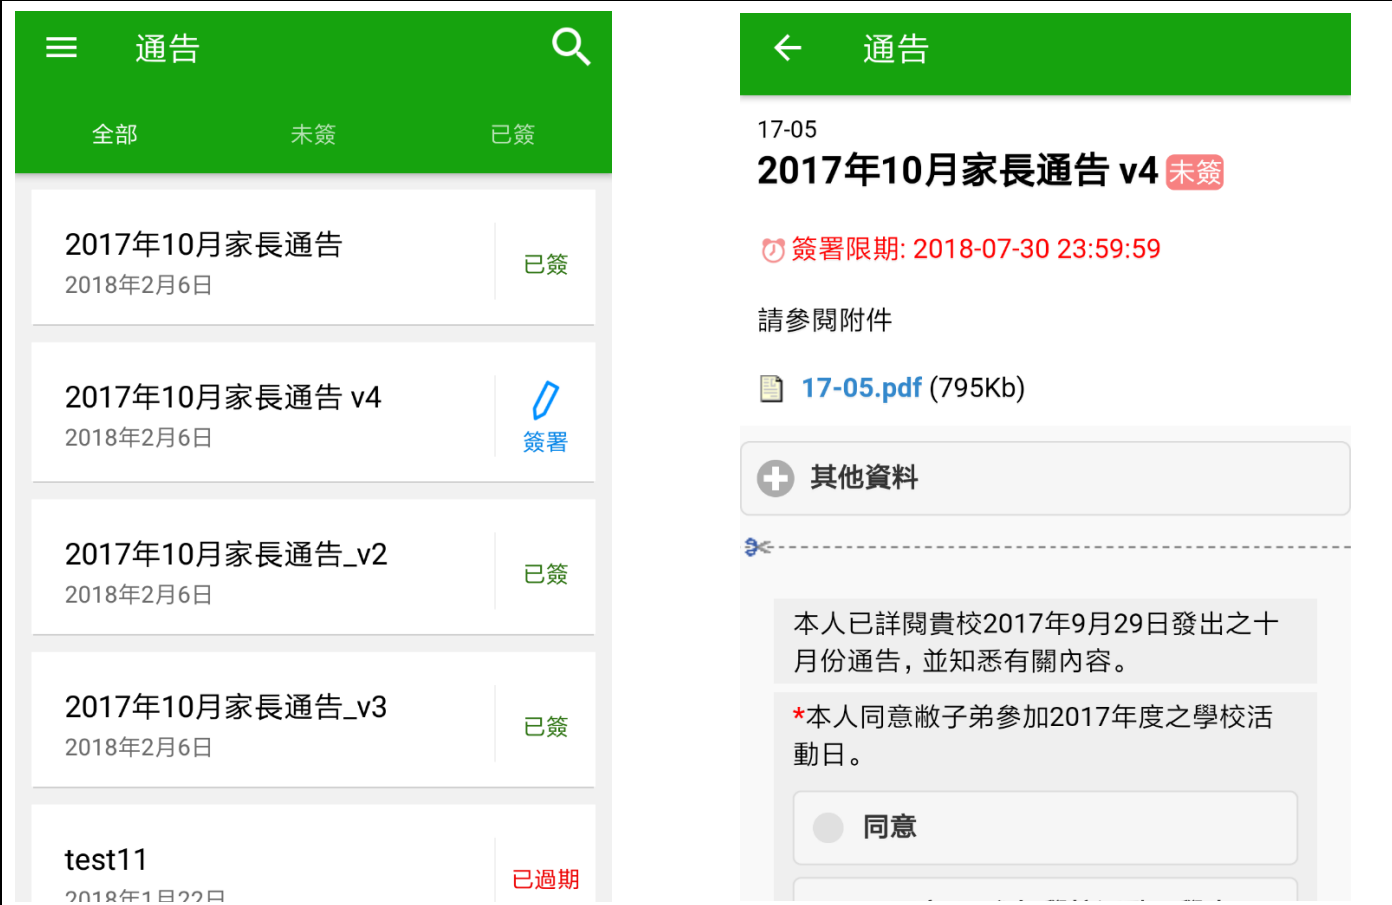 通告
全部
未簽
已簽
2017年10月家長通告
2018年2月6日
已簽
2017年10月家長通告 v4
2018年2月6日
簽署
2017年10月家長通告_v2
2018年2月6日
已簽
2017年10月家長通告_v3
2018年2月6日
已簽
test11
2018年1月22日
已過期
通告
17-05
2017年10月家長通告 v4 未簽
簽署限期: 2018-07-30 23:59:59
請參閱附件
17-05.pdf (795Kb)
其他資料
本人已詳閱貴校2017年9月29日發出之十
月份通告，並知悉有關內容。
*本人同意敝子弟參加2017年度之學校活
動日。
同意